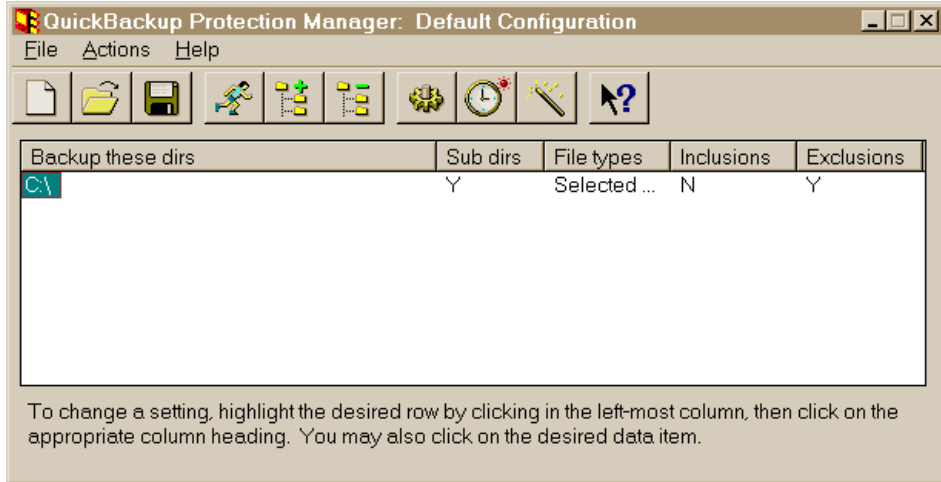 QuickBackup Protection Manager:  Default Configuration
File Actions Help
Backup these dirs Sub dirs File types Inclusions Exclusions
C:\ Y Selected ... N Y
To change a setting, highlight the desired row by clicking in the left-most column, then click on the
appropriate column heading.  You may also click on the desired data item.